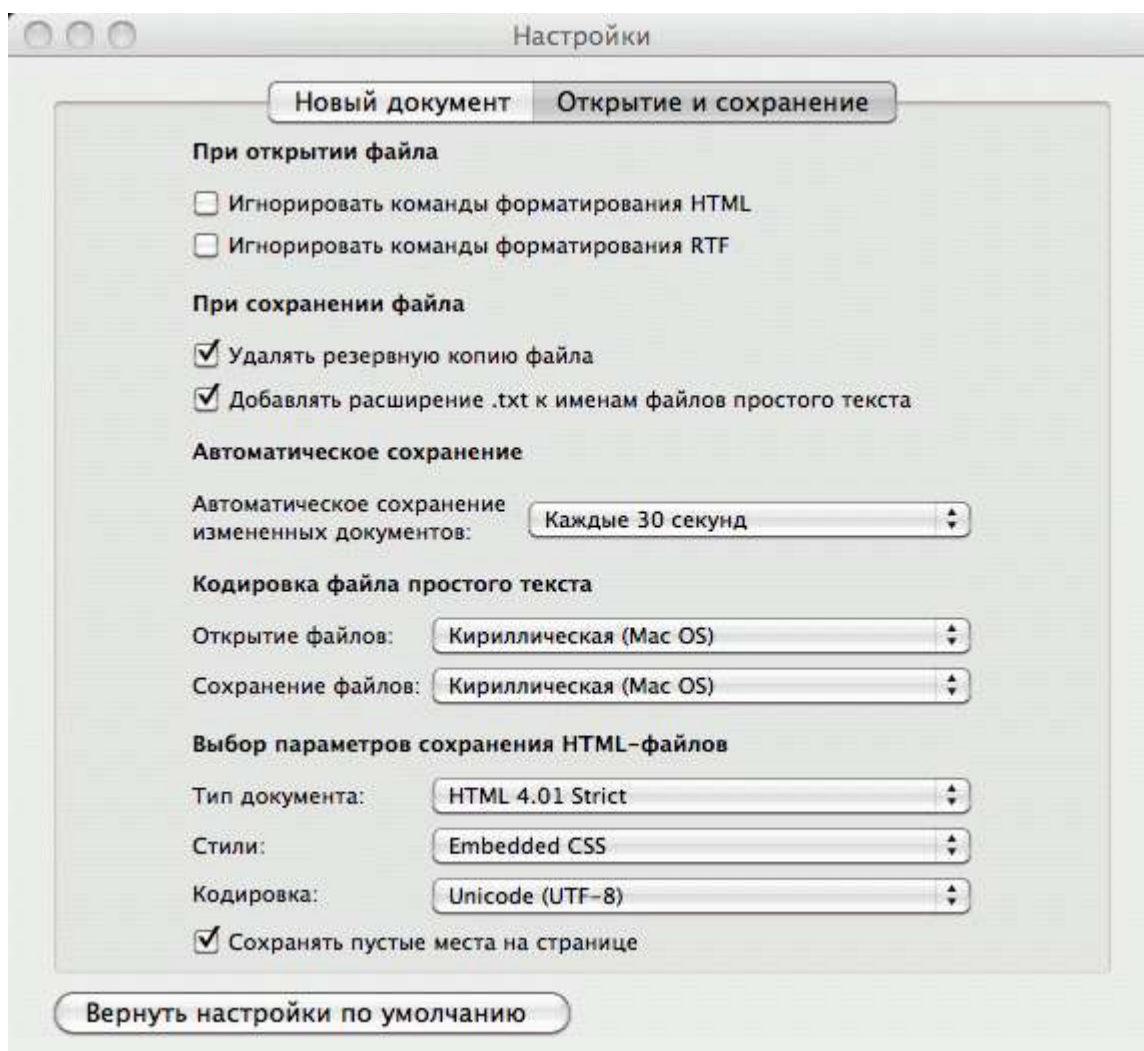 Настройки
Новый документ Открытие и сохранение
При открытии файла
Игнорировать команды форматирования HTML
Игнорировать команды форматирования RTF
При сохранении файла
Удалять резервную копию файла
Добавлять расширение .txt к именам файлов простого текста
Автоматическое сохранение
Автоматическое сохранение
измененных документов: Каждые 30 секунд
Кодировка файла простого текста
Открытие файлов: Кириллическая (Mac OS)
Сохранение файлов: Кириллическая (Mac OS)
Выбор параметров сохранения HTML-файлов
Тип документа: HTML 4.01 Strict
Стили: Embedded CSS
Кодировка: Unicode (UTF-8)
Сохранять пустые места на странице
Вернуть настройки по умолчанию